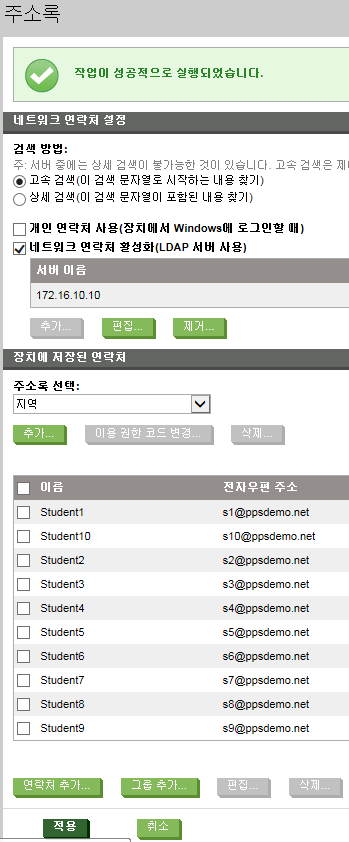 주소록
작업이 성공적으로 실행되었습니다.
네트워크 연락처 설정
검색 방법:
주: 서버 중에는 상세 검색이 불가능한 것이 있습니다. 고속 검색은
고속 검색(이 검색 문자열로 시작하는 내용 찾기)
상세 검색(이 검색 문자열이 포함된 내용 찾기)
개인 연락처 사용(장치에서 Windows에 로그인할 때)
네트워크 연락처 활성화(LDAP 서버 사용)
서버 이름
172.16.10.10
추가... 편집... 제거...
장치에 저장된 연락처
주소록 선택:
지역
추가... 이용 권한 코드 변경... 삭제...
이름 전자우편 주소
Student1 s1@ppsdemo.net
Student10 s10@ppsdemo.net
Student2 s2@ppsdemo.net
Student3 s3@ppsdemo.net
Student4 s4@ppsdemo.net
Student5 s5@ppsdemo.net
Student6 s6@ppsdemo.net
Student7 s7@ppsdemo.net
Student8 s8@ppsdemo.net
Student9 s9@ppsdemo.net
연락처 추가... 그룹 추가... 편집... 삭제...
적용 취소